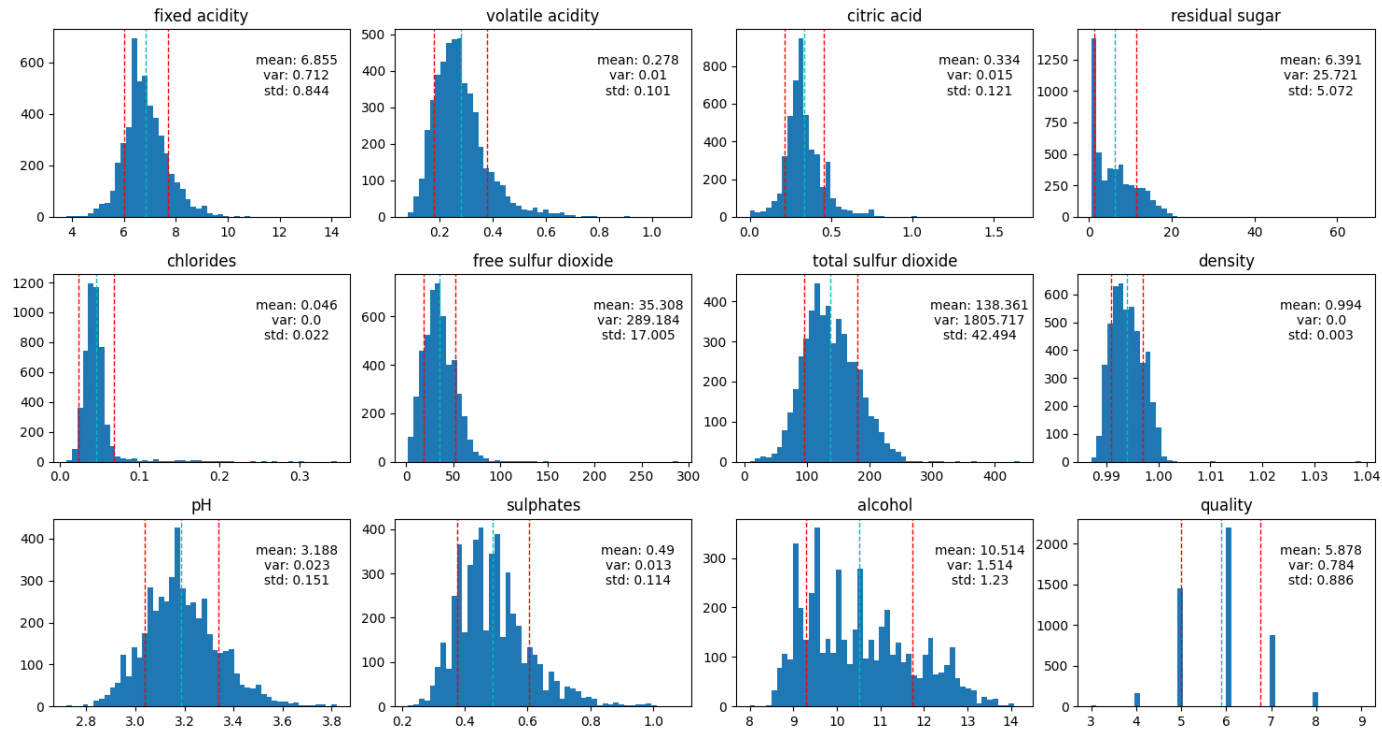 fixed acidity
mean: 6.855
var: 0.712
std: 0.844
600
400
200
0
4 6 8 10 12 14
volatile acidity
mean: 0.278
var: 0.01
std: 0.101
500
400
300
200
100
0
0.2 0.4 0.6 0.8 1.0
citric acid
mean: 0.334
var: 0.015
std: 0.121
800
600
400
200
0
0.0 0.5 1.0 1.5
residual sugar
mean: 6.391
var: 25.721
std: 5.072
1250
1000
750
500
250
0
0 20 40 60
chlorides
mean: 0.046
var: 0.0
std: 0.022
1200
1000
800
600
400
200
0
0.0 0.1 0.2 0.3
free sulfur dioxide
mean: 35.308
var: 289.184
std: 17.005
600
400
200
0
0 50 100 150 200 250 300
total sulfur dioxide
mean: 138.361
var: 1805.717
std: 42.494
400
300
200
100
0
0 100 200 300 400
density
mean: 0.994
var: 0.0
std: 0.003
600
500
400
300
200
100
0
0.99 1.00 1.01 1.02 1.03 1.04
pH
mean: 3.188
var: 0.023
std: 0.151
400
300
200
100
0
2.8 3.0 3.2 3.4 3.6 3.8
sulphates
mean: 0.49
var: 0.013
std: 0.114
400
300
200
100
0
0.2 0.4 0.6 0.8 1.0
alcohol
mean: 10.514
var: 1.514
std: 1.23
300
200
100
0
8 9 10 11 12 13 14
quality
mean: 5.878
var: 0.784
std: 0.886
2000
1500
1000
500
0
3 4 5 6 7 8 9